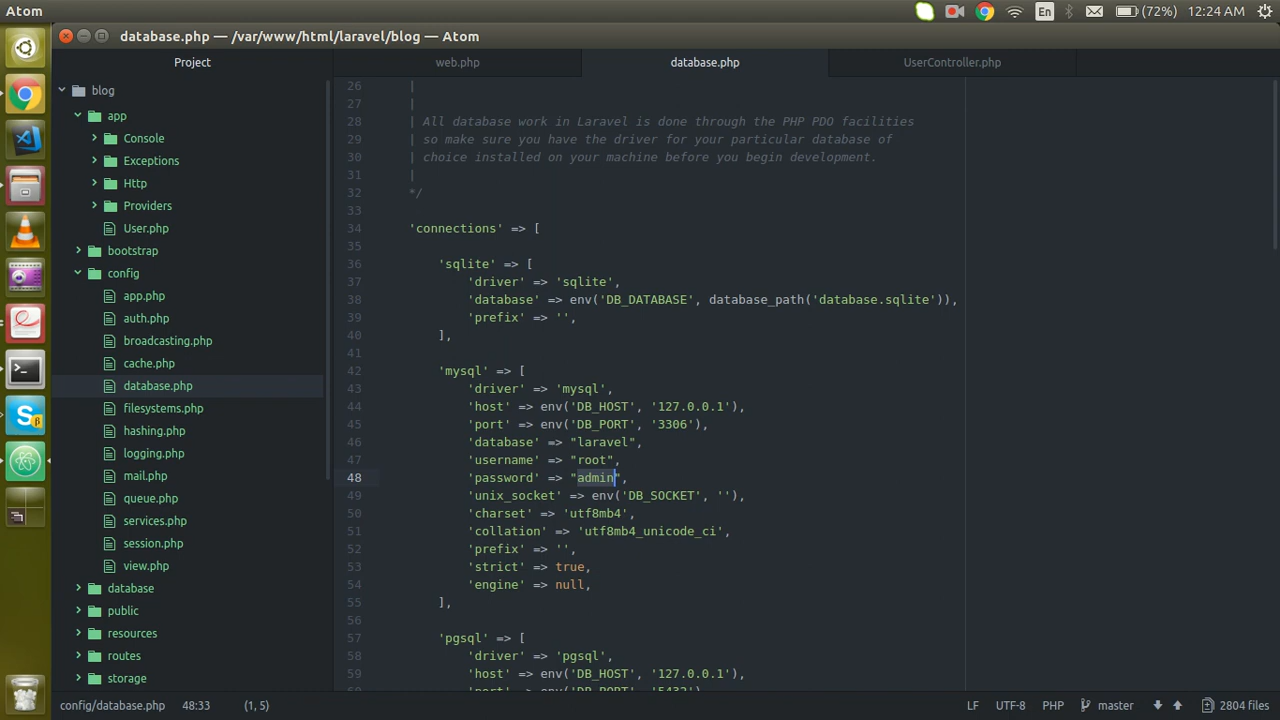 Atom
En
(72%)
12:24 AM
database.php — /var/www/html/laravel/blog — Atom
Project
web.php
database.php
UserController.php
blog
app
Console
Exceptions
Http
Providers
User.php
bootstrap
config
app.php
auth.php
broadcasting.php
cache.php
database.php
filesystems.php
hashing.php
logging.php
mail.php
queue.php
services.php
session.php
view.php
database
public
resources
routes
storage
26 |
27 |
28 | All database work in Laravel is done through the PHP PDO facilities
29 | so make sure you have the driver for your particular database of
30 | choice installed on your machine before you begin development.
31 |
32 */
33
34 'connections' => [
35
36 'sqlite' => [
37 'driver' => 'sqlite',
38 'database' => env('DB_DATABASE', database_path('database.sqlite')),
39 'prefix' => '',
40 ],
41
42 'mysql' => [
43 'driver' => 'mysql',
44 'host' => env('DB_HOST', '127.0.0.1'),
45 'port' => env('DB_PORT', '3306'),
46 'database' => "laravel",
47 'username' => "root",
48 'password' => "admin",
49 'unix_socket' => env('DB_SOCKET', ''),
50 'charset' => 'utf8mb4',
51 'collation' => 'utf8mb4_unicode_ci',
52 'prefix' => '',
53 'strict' => true,
54 'engine' => null,
55 ],
56
57 'pgsql' => [
58 'driver' => 'pgsql',
59 'host' => env('DB_HOST', '127.0.0.1'),
60 'port' => env('DB_PORT', '5432'),
config/database.php 48:33 (1, 5)
LF UTF-8 PHP master 2804 files